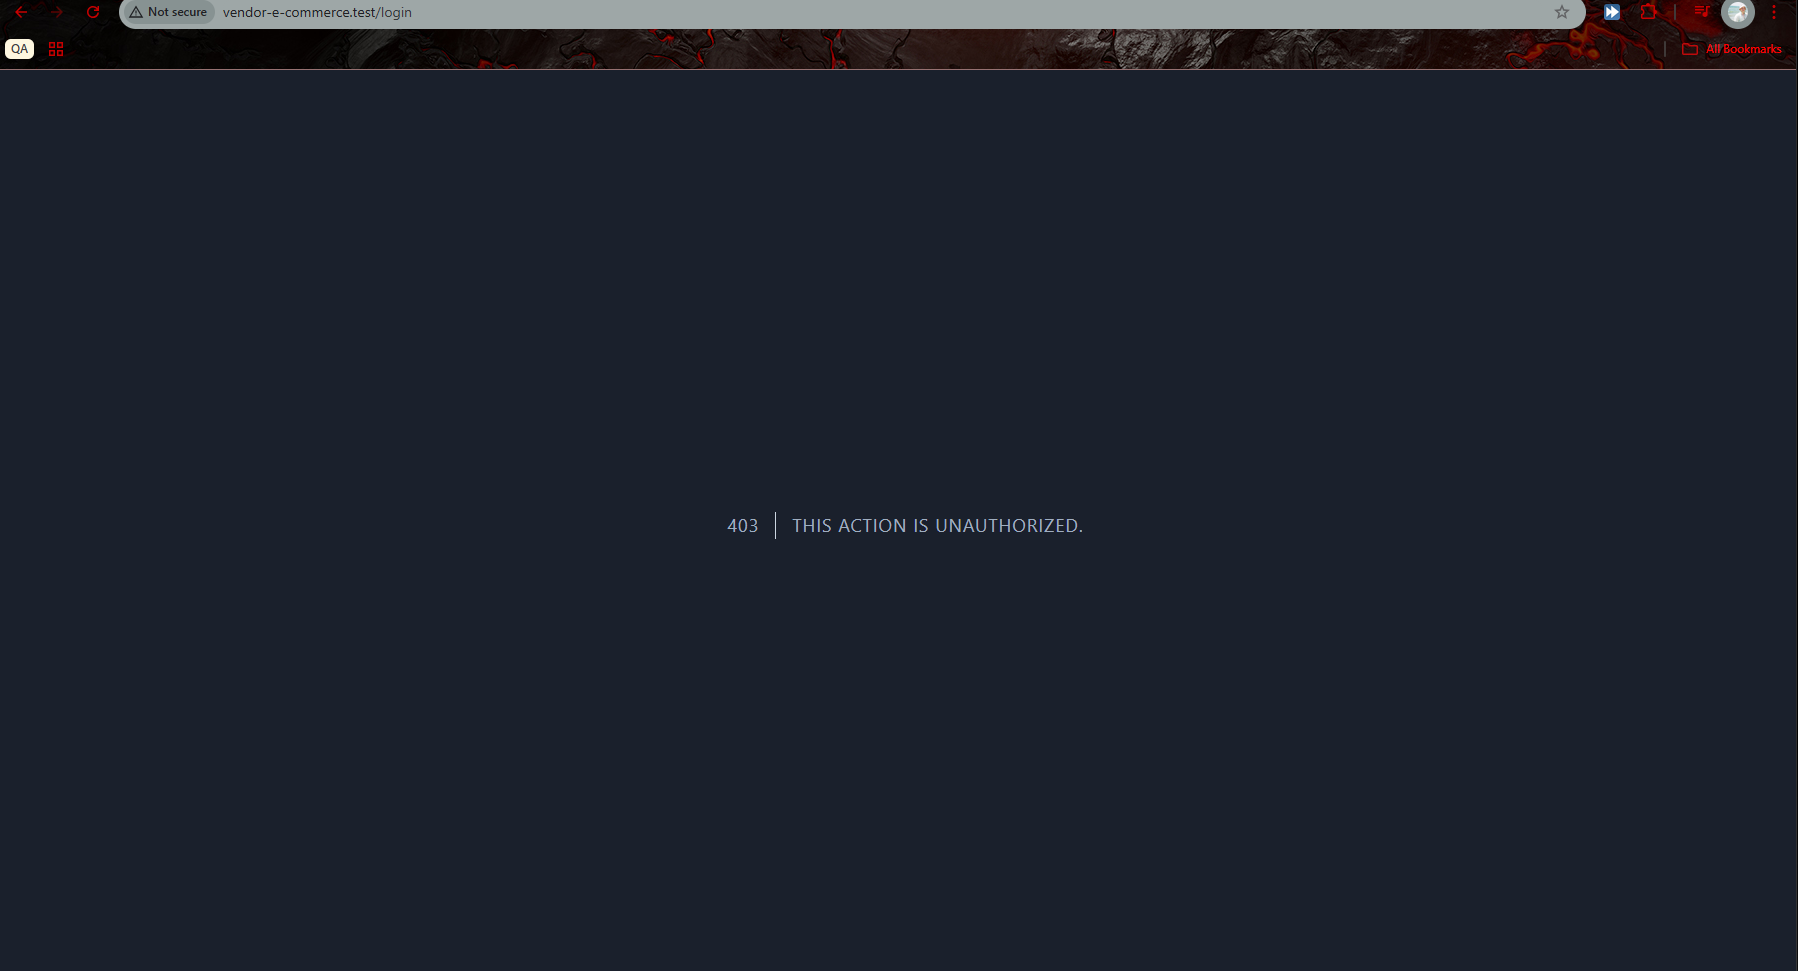 Not secure
vendor-e-commerce.test/login
QA
All Bookmarks
403
THIS ACTION IS UNAUTHORIZED.